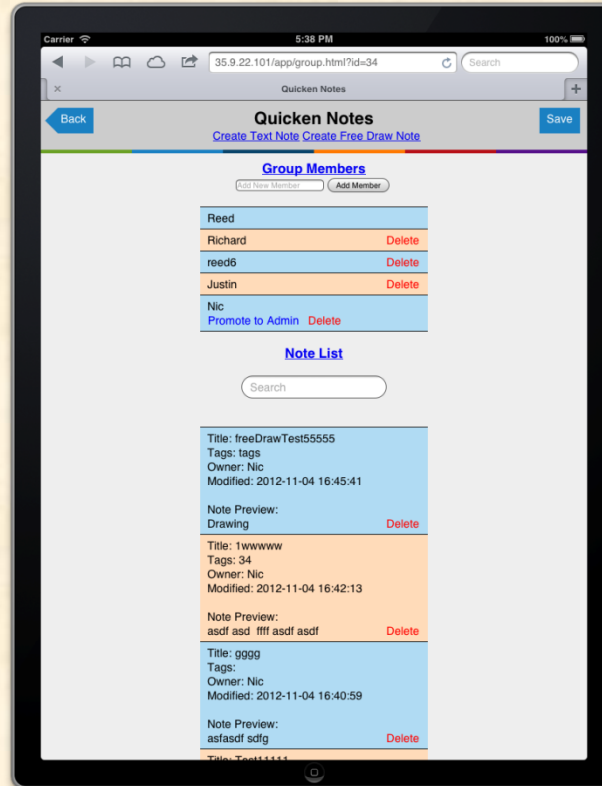 Carrier 5:38 PM 100%
35.9.22.101/app/group.html?id=34 Search
Quicken Notes
Back Quicken Notes Save
Create Text Note Create Free Draw Note
Group Members
Add New Member Add Member
Reed
Richard Delete
reed6 Delete
Justin Delete
Nic
Promote to Admin Delete
Note List
Search
Title: freeDrawTest55555
Tags: tags
Owner: Nic
Modified: 2012-11-04 16:45:41
Note Preview:
Drawing Delete
Title: 1wwwww
Tags: 34
Owner: Nic
Modified: 2012-11-04 16:42:13
Note Preview:
asdf asd ffff asdf asdf Delete
Title: gggg
Tags:
Owner: Nic
Modified: 2012-11-04 16:40:59
Note Preview:
asfasdf sdfg Delete
Title: Test11111